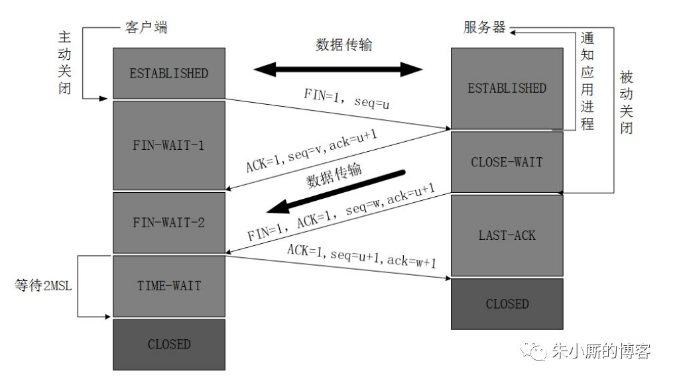 客户端
服务器
主动关闭
数据传输
通知应用进程
被动关闭
ESTABLISHED
ESTABLISHED
FIN=1, seq=u
FIN-WAIT-1
ACK=1,seq=v,ack=u+1
CLOSE-WAIT
数据传输
FIN-WAIT-2
FIN=1, ACK=1, seq=w,ack=u+1
LAST-ACK
ACK=1,seq=u+1,ack=w+1
等待2MSL
TIME-WAIT
CLOSED
CLOSED
朱小厮的博客